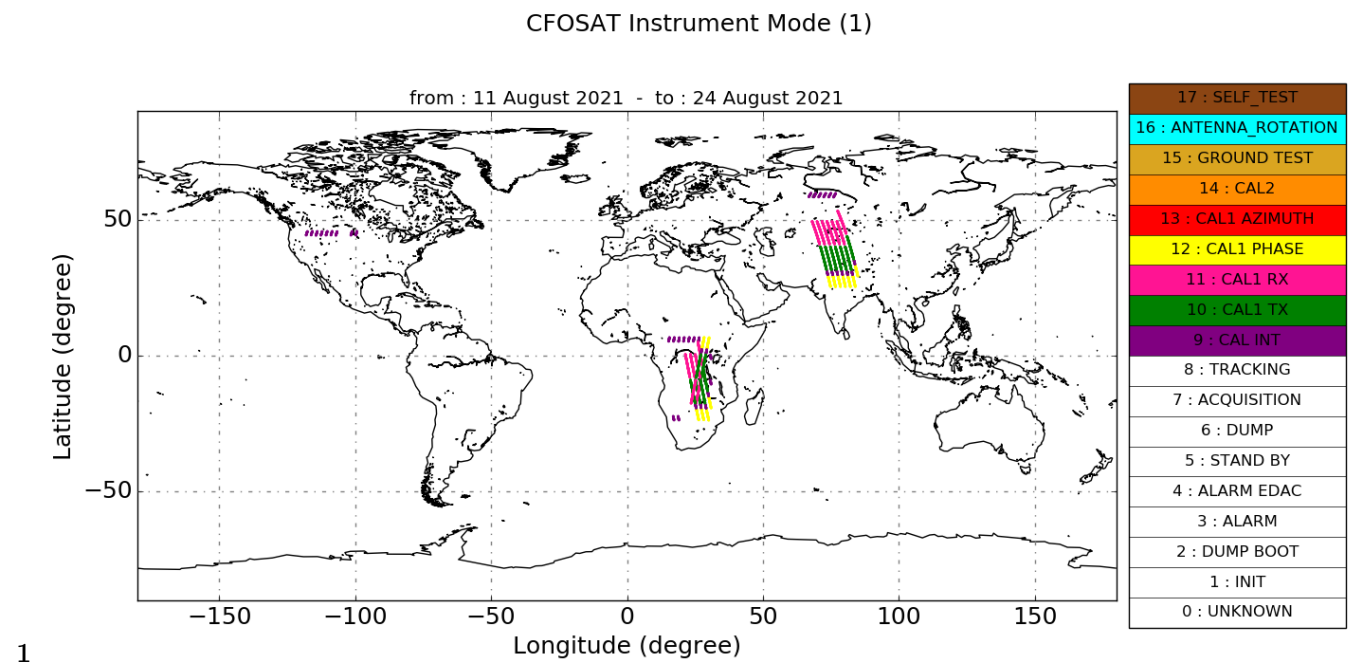 CFOSAT Instrument Mode (1)
from : 11 August 2021 - to : 24 August 2021
17 : SELF_TEST
16 : ANTENNA_ROTATION
15 : GROUND TEST
14 : CAL2
13 : CAL1 AZIMUTH
12 : CAL1 PHASE
11 : CAL1 RX
10 : CAL1 TX
9 : CAL INT
8 : TRACKING
7 : ACQUISITION
6 : DUMP
5 : STAND BY
4 : ALARM EDAC
3 : ALARM
2 : DUMP BOOT
1 : INIT
0 : UNKNOWN
Latitude (degree)
50
0
−50
−150 −100 −50 0 50 100 150
Longitude (degree)
1